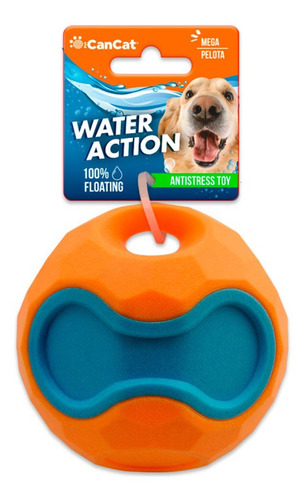 CanCat®
MEGA
PELOTA
WATER
ACTION
100%
FLOATING
ANTISTRESS TOY